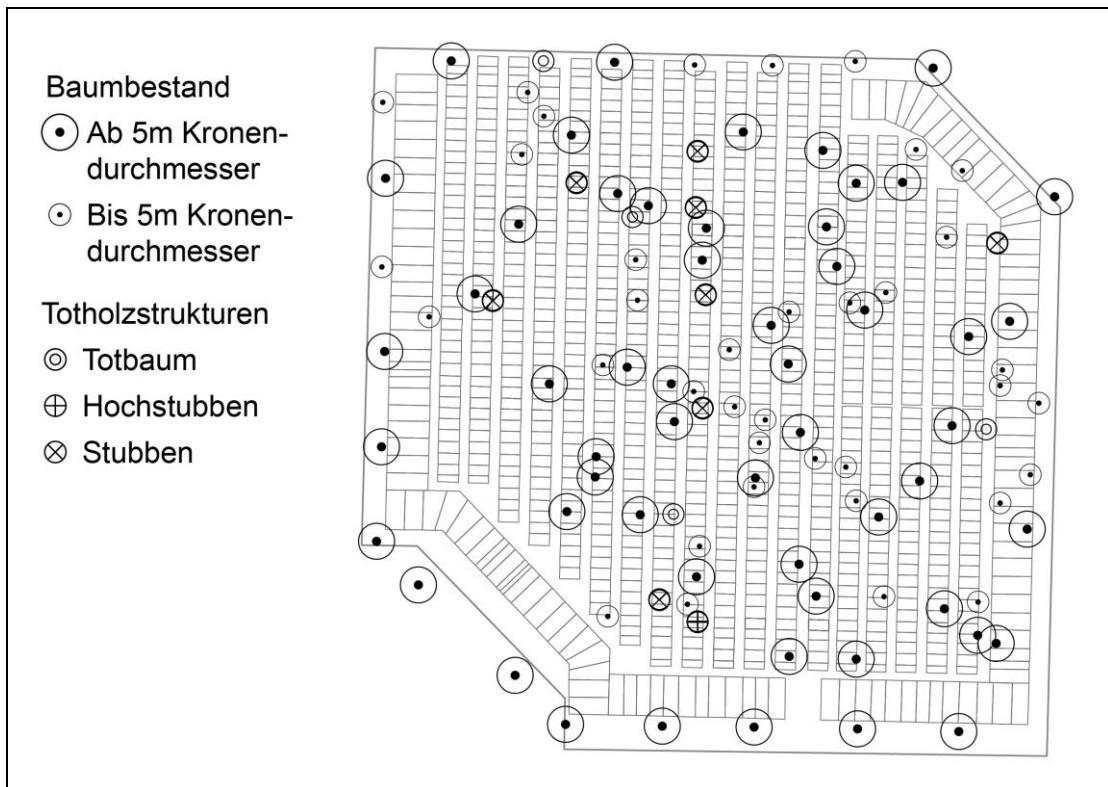 Baumbestand
Ab 5m Kronen-
durchmesser
Bis 5m Kronen-
durchmesser
Totholzstrukturen
Totbaum
Hochstubben
Stubben